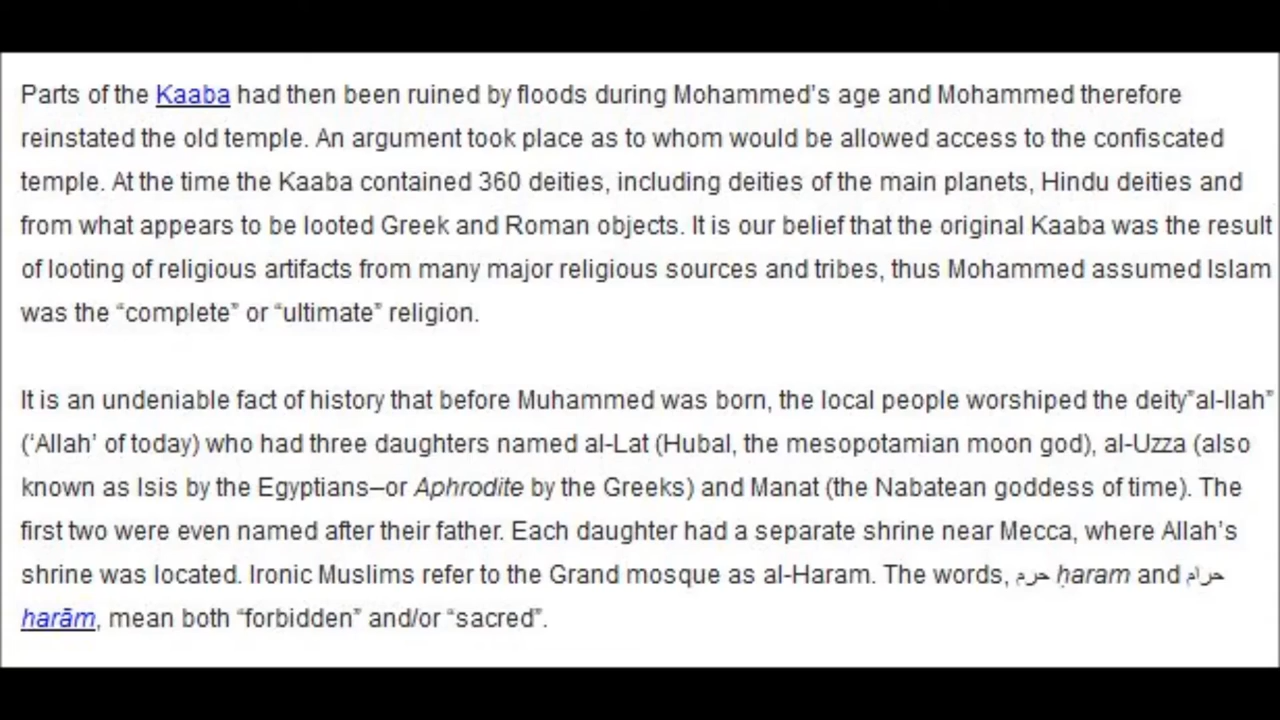 Parts of the Kaaba had then been ruined by floods during Mohammed's age and Mohammed therefore
reinstated the old temple. An argument took place as to whom would be allowed access to the confiscated
temple. At the time the Kaaba contained 360 deities, including deities of the main planets, Hindu deities and
from what appears to be looted Greek and Roman objects. It is our belief that the original Kaaba was the result
of looting of religious artifacts from many major religious sources and tribes, thus Mohammed assumed Islam
was the “complete” or “ultimate” religion.
It is an undeniable fact of history that before Muhammed was born, the local people worshiped the deity”al-Ilah”
(‘Allah’ of today) who had three daughters named al-Lat (Hubal, the mesopotamian moon god), al-Uzza (also
known as Isis by the Egyptians–or Aphrodite by the Greeks) and Manat (the Nabatean goddess of time). The
first two were even named after their father. Each daughter had a separate shrine near Mecca, where Allah's
shrine was located. Ironic Muslims refer to the Grand mosque as al-Haram. The words, حرم ḥaram and حرام
harām, mean both “forbidden” and/or “sacred”.